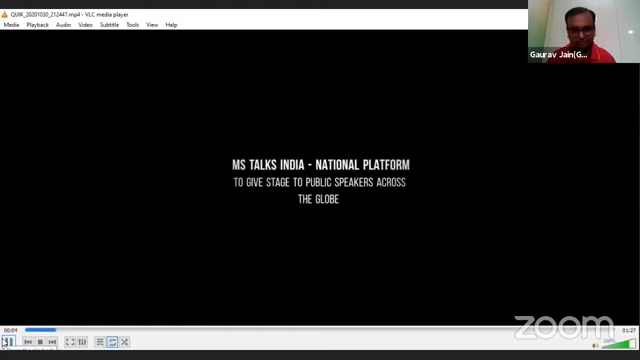 QUIK_20201030_212447.mp4 - VLC media player
Media Playback Audio Video Subtitle Tools View Help
Gaurav Jain(G...
MS TALKS INDIA - NATIONAL PLATFORM
TO GIVE STAGE TO PUBLIC SPEAKERS ACROSS
THE GLOBE
00:04
01:27
zoom
100%